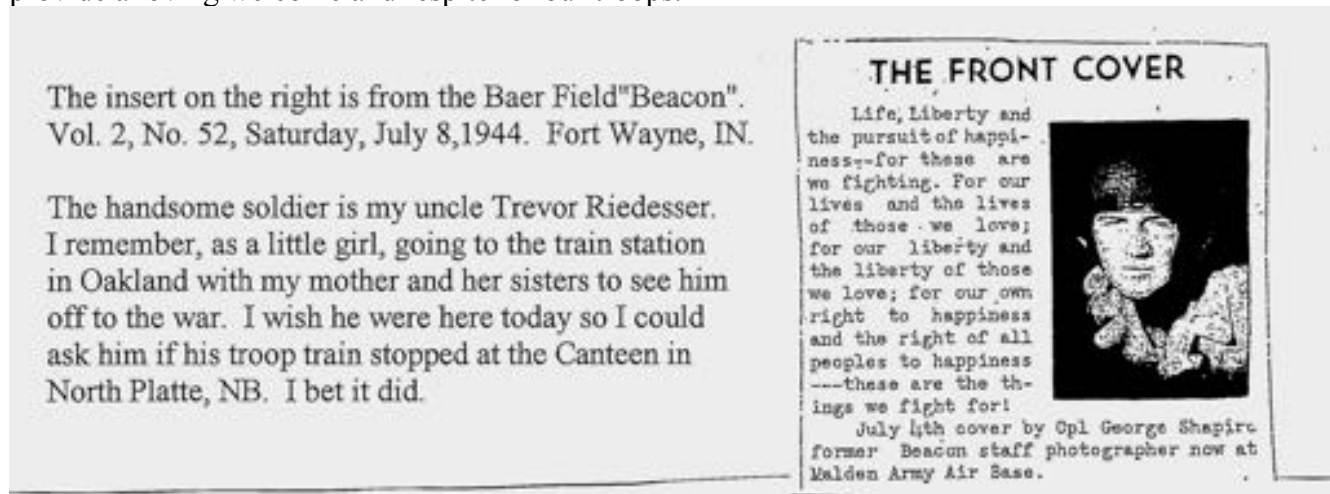 provide a loving welcome and respite for our troops.
The insert on the right is from the Baer Field"Beacon".
Vol. 2, No. 52, Saturday, July 8,1944. Fort Wayne, IN.
The handsome soldier is my uncle Trevor Riedesser.
I remember, as a little girl, going to the train station
in Oakland with my mother and her sisters to see him
off to the war. I wish he were here today so I could
ask him if his troop train stopped at the Canteen in
North Platte, NB. I bet it did.
THE FRONT COVER
Life, Liberty and
the pursuit of happi-
ness--for these are
we fighting. For our
lives and the lives
of those we love;
for our liberty and
the liberty of those
we love; for our own
right to happiness
and the right of all
peoples to happiness
---these are the th-
ings we fight for!
July 4th cover by Cpl George Shapiro
former Beacon staff photographer now at
Malden Army Air Base.